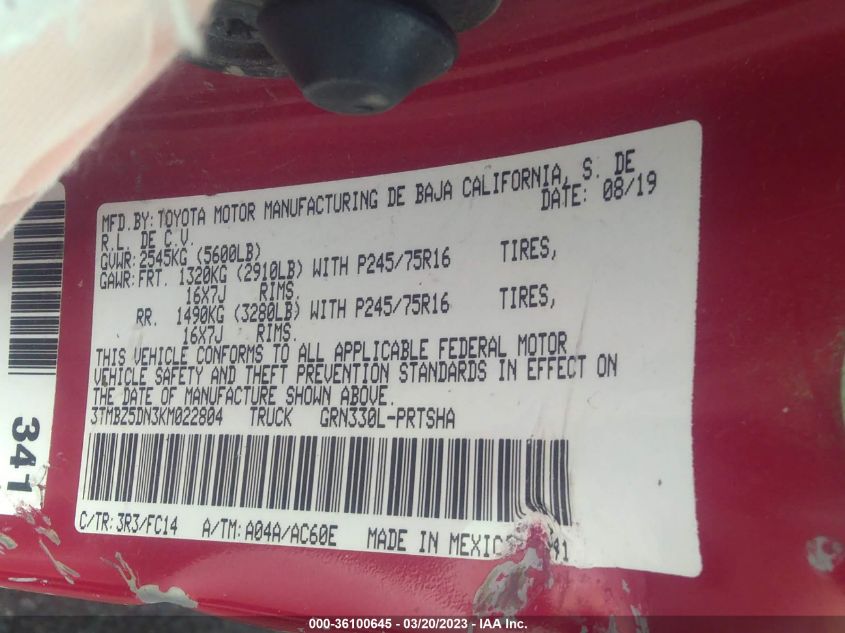 MFD.BY:TOYOTA MOTOR MANUFACTURING DE BAJA CALIFORNIA, S. DE
R.L. DE C.V. DATE: 08/19
GVWR:2545KG (5600LB)
GAWR:FRT. 1320KG (2910LB) WITH P245/75R16 TIRES,
16X7J RIMS.
RR. 1490KG (3280LB) WITH P245/75R16 TIRES,
16X7J RIMS.
THIS VEHICLE CONFORMS TO ALL APPLICABLE FEDERAL MOTOR
VEHICLE SAFETY AND THEFT PREVENTION STANDARDS IN EFFECT ON
THE DATE OF MANUFACTURE SHOWN ABOVE.
3TMBZ5DN3KM022804 TRUCK GRN330L-PRTSHA
C/TR:3R3/FC14 A/TM:A04A/AC60E MADE IN
341
000-36100645 - 03/20/2023 - IAA Inc.